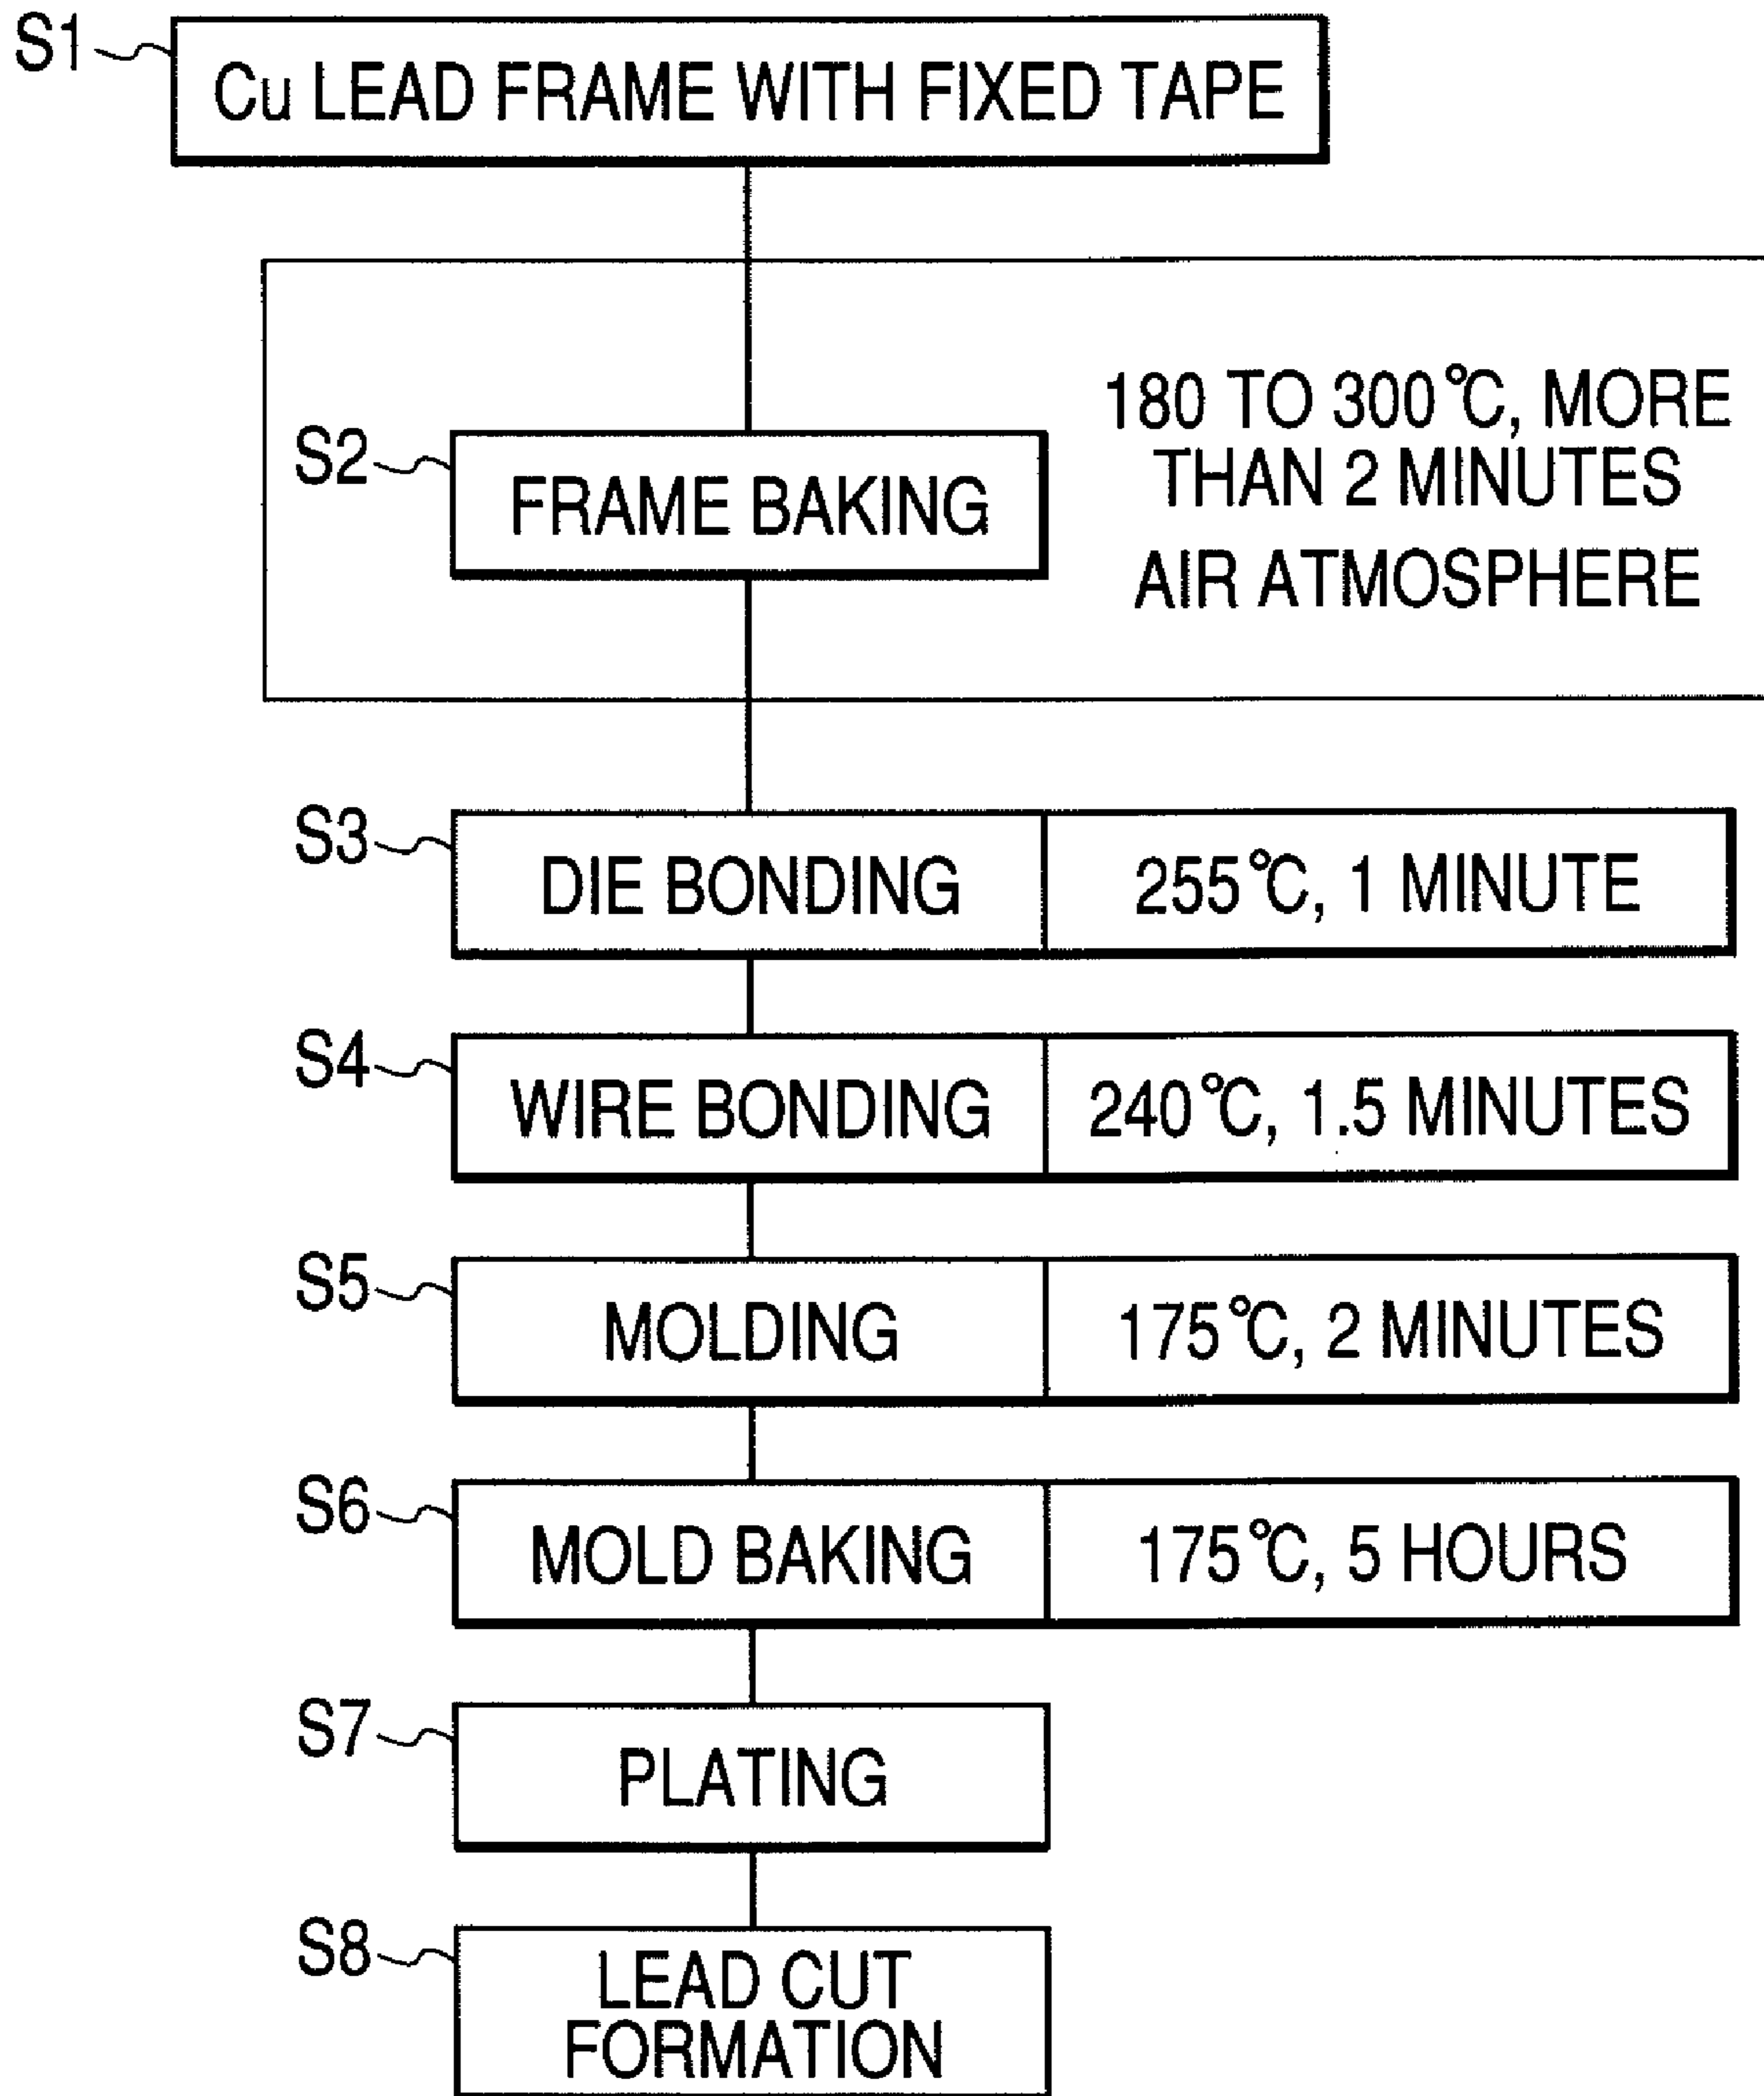 S1
Cu LEAD FRAME WITH FIXED TAPE
S2
FRAME BAKING
180 TO 300°C, MORE
THAN 2 MINUTES
AIR ATMOSPHERE
S3
DIE BONDING
255°C, 1 MINUTE
S4
WIRE BONDING
240°C, 1.5 MINUTES
S5
MOLDING
175°C, 2 MINUTES
S6
MOLD BAKING
175°C, 5 HOURS
S7
PLATING
S8
LEAD CUT
FORMATION